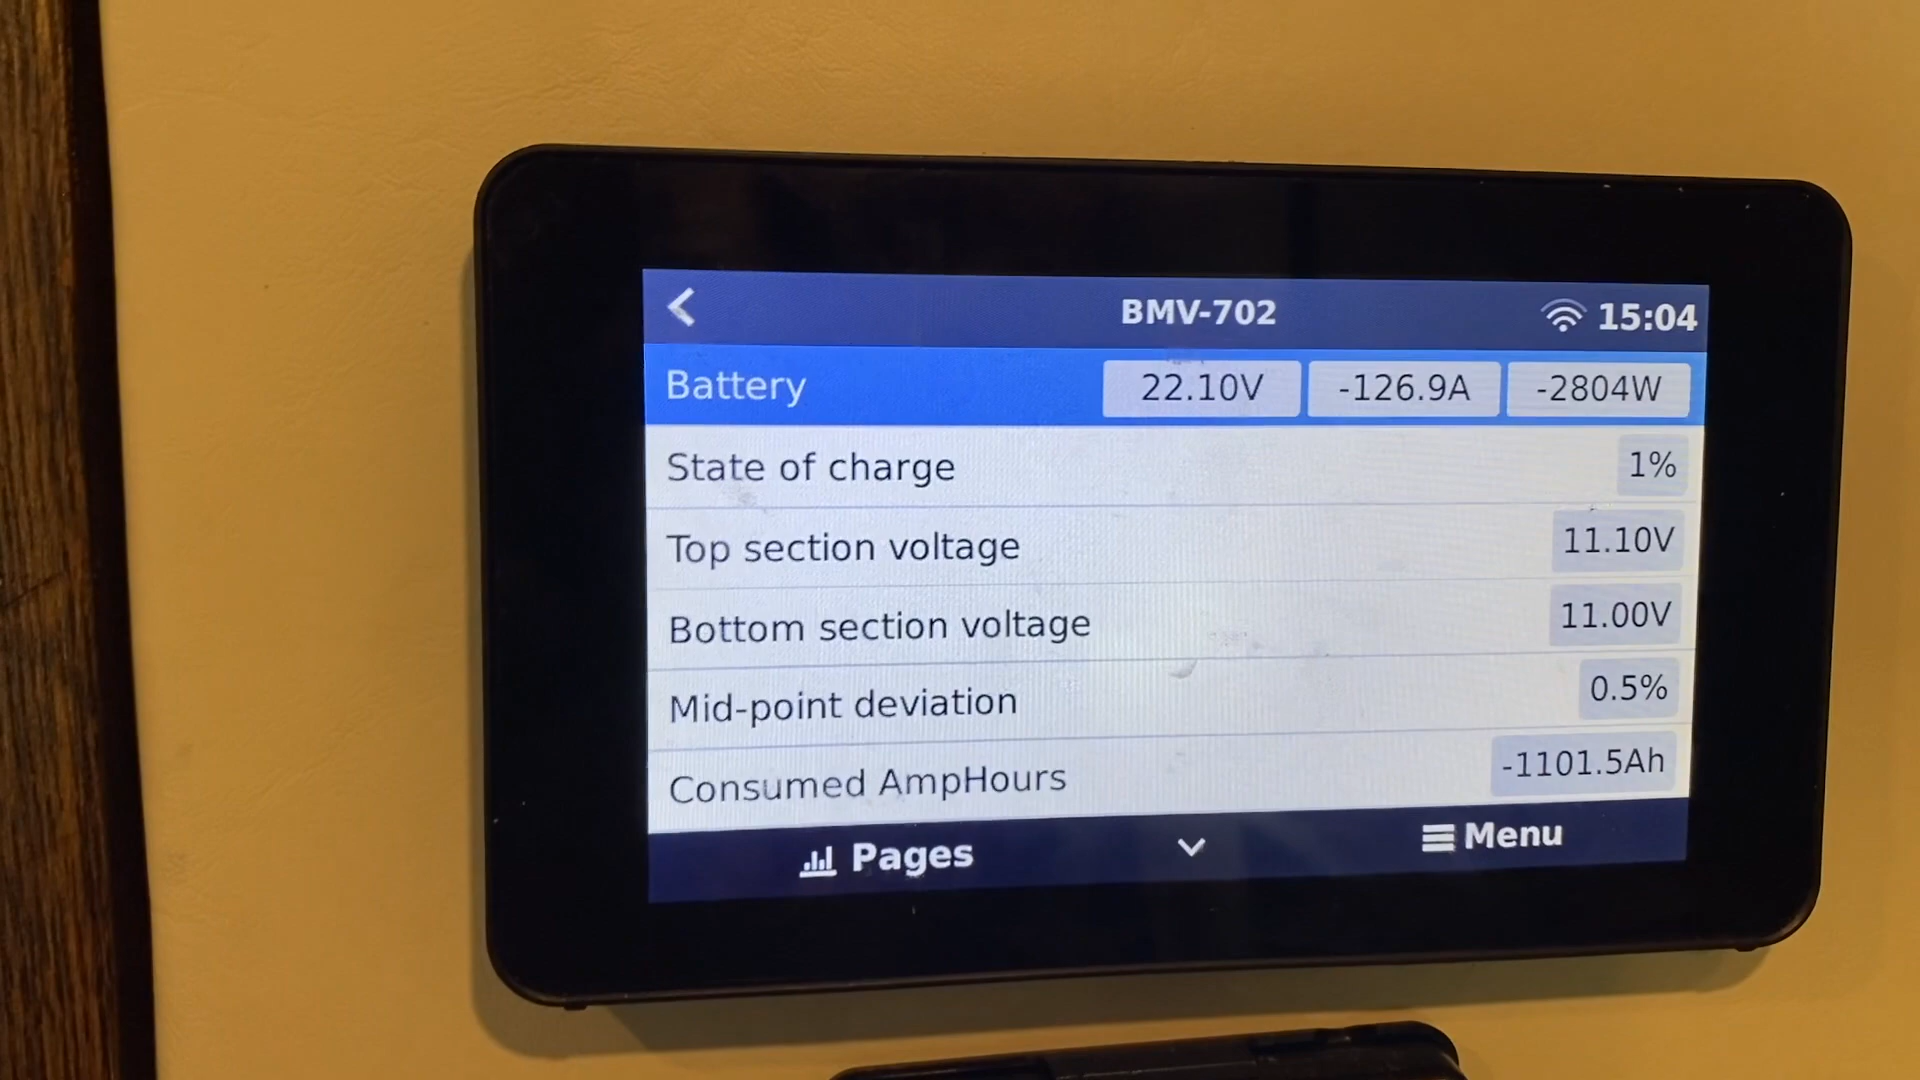 BMV-702 15:04
Battery 22.10V -126.9A -2804W
State of charge 1%
Top section voltage 11.10V
Bottom section voltage 11.00V
Mid-point deviation 0.5%
Consumed AmpHours -1101.5Ah
Pages Menu